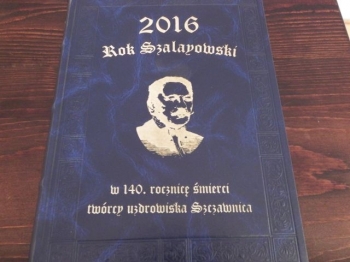 2016
Rok Szalayowski
w 140. rocznicę śmierci
twórcy uzdrowiska Szczawnica